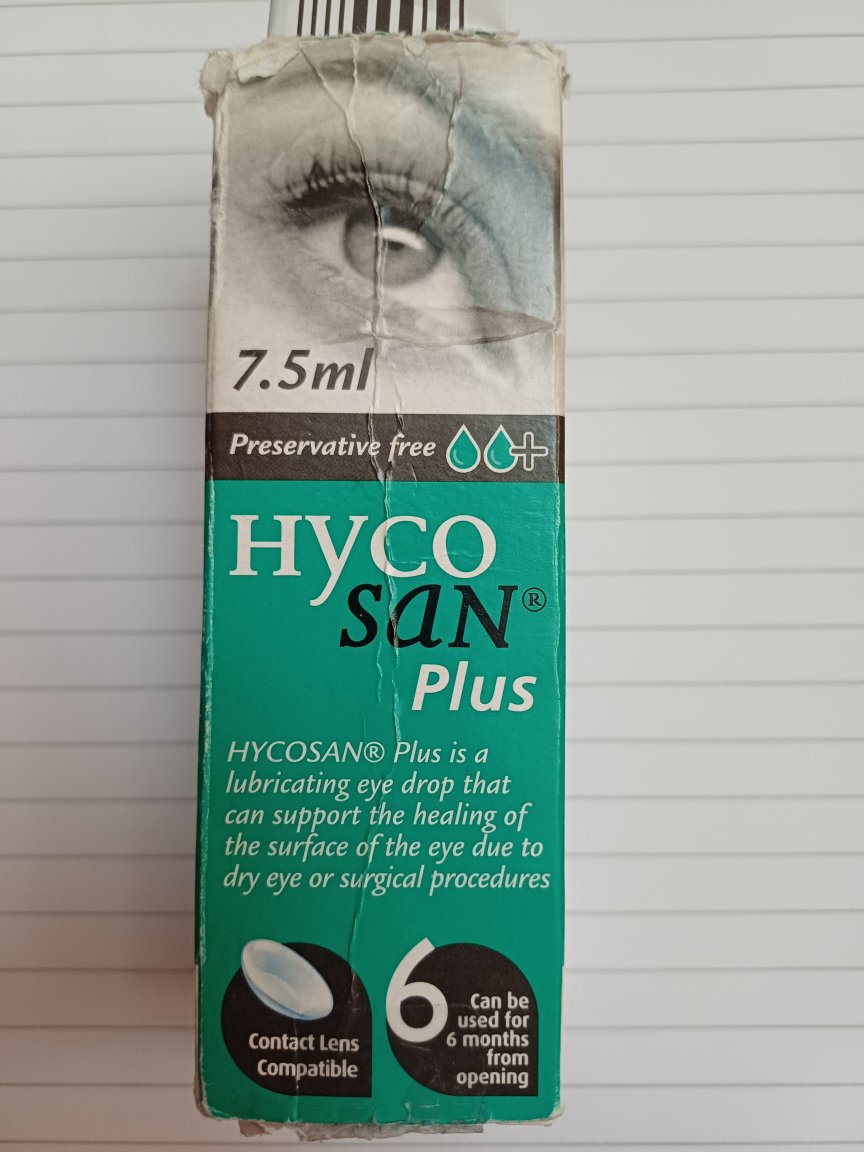 7.5ml
Preservative free
HYCO
SAN®
Plus
HYCOSAN® Plus is a
lubricating eye drop that
can support the healing of
the surface of the eye due to
dry eye or surgical procedures
Contact Lens
Compatible
6
Can be
used for
6 months
from
opening